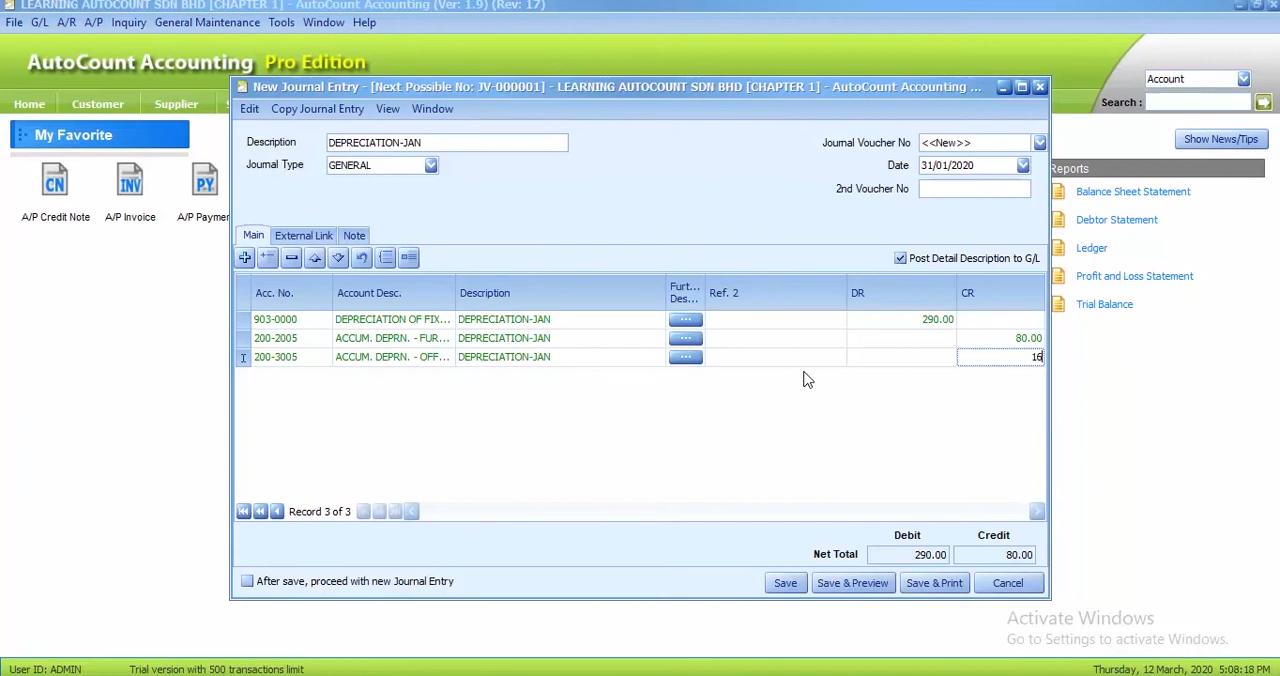 LEARNING AUTOCOUNT SDN BHD [CHAPTER 1] - AutoCount Accounting (Ver: 1.9) (Rev: 17)
File G/L A/R A/P Inquiry General Maintenance Tools Window Help
AutoCount Accounting Pro Edition
Account
Search :
Home Customer Supplier S
My Favorite
Show News/Tips
CN INV PY
A/P Credit Note A/P Invoice A/P Paymer
Reports
Balance Sheet Statement
Debtor Statement
Ledger
Profit and Loss Statement
Trial Balance
New Journal Entry - [Next Possible No: JV-000001] - LEARNING AUTOCOUNT SDN BHD [CHAPTER 1] - AutoCount Accounting ...
Edit Copy Journal Entry View Window
Description DEPRECIATION-JAN Journal Voucher No <<New>>
Journal Type GENERAL Date 31/01/2020
2nd Voucher No
Main External Link Note
Post Detail Description to G/L
Acc. No. Account Desc. Description Furt... Des... Ref. 2 DR CR
903-0000 DEPRECIATION OF FIX... DEPRECIATION-JAN ... 290.00
200-2005 ACCUM. DEPRN. - FUR... DEPRECIATION-JAN ... 80.00
200-3005 ACCUM. DEPRN. - OFF... DEPRECIATION-JAN ... 16
Record 3 of 3
Debit Credit
Net Total 290.00 80.00
After save, proceed with new Journal Entry
Save Save & Preview Save & Print Cancel
Activate Windows
Go to Settings to activate Windows.
User ID: ADMIN Trial version with 500 transactions limit Thursday, 12 March, 2020 5:08:18 PM